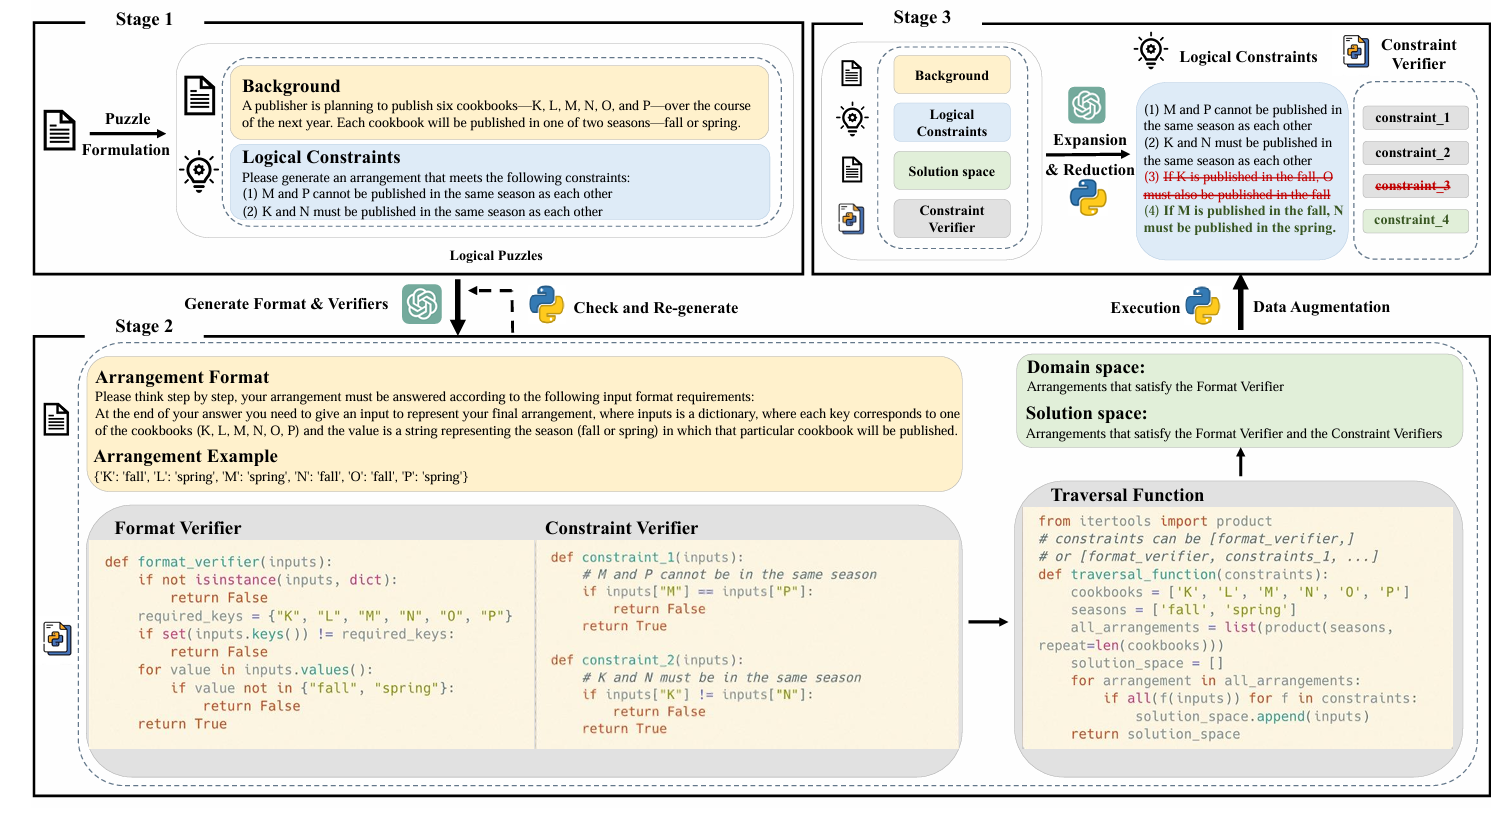 Stage 1
Puzzle
Formulation
Background
A publisher is planning to publish six cookbooks—K, L, M, N, O, and P—over the course
of the next year. Each cookbook will be published in one of two seasons—fall or spring.
Logical Constraints
Please generate an arrangement that meets the following constraints:
(1) M and P cannot be published in the same season as each other
(2) K and N must be published in the same season as each other
Logical Puzzles
Stage 3
Background
Logical
Constraints
Solution space
Constraint
Verifier
Expansion
& Reduction
Logical Constraints
(1) M and P cannot be published in
the same season as each other
(2) K and N must be published in
the same season as each other
(3) If K is published in the fall, O
must also be published in the fall
(4) If M is published in the fall, N
must be published in the spring.
Constraint
Verifier
constraint_1
constraint_2
constraint_3
constraint_4
Generate Format & Verifiers
Check and Re-generate
Execution
Data Augmentation
Stage 2
Arrangement Format
Please think step by step, your arrangement must be answered according to the following input format requirements:
At the end of your answer you need to give an input to represent your final arrangement, where inputs is a dictionary, where each key corresponds to one
of the cookbooks (K, L, M, N, O, P) and the value is a string representing the season (fall or spring) in which that particular cookbook will be published.
Arrangement Example
{'K': 'fall', 'L': 'spring', 'M': 'spring', 'N': 'fall', 'O': 'fall', 'P': 'spring'}
Format Verifier
def format_verifier(inputs):
    if not isinstance(inputs, dict):
        return False
    required_keys = {"K", "L", "M", "N", "O", "P"}
    if set(inputs.keys()) != required_keys:
        return False
    for value in inputs.values():
        if value not in {"fall", "spring"}:
            return False
    return True
Constraint Verifier
def constraint_1(inputs):
    # M and P cannot be in the same season
    if inputs["M"] == inputs["P"]:
        return False
    return True
def constraint_2(inputs):
    # K and N must be in the same season
    if inputs["K"] != inputs["N"]:
        return False
    return True
Domain space:
Arrangements that satisfy the Format Verifier
Solution space:
Arrangements that satisfy the Format Verifier and the Constraint Verifiers
Traversal Function
from itertools import product
# constraints can be [format_verifier,]
# or [format_verifier, constraints_1, ...]
def traversal_function(constraints):
    cookbooks = ['K', 'L', 'M', 'N', 'O', 'P']
    seasons = ['fall', 'spring']
    all_arrangements = list(product(seasons,
repeat=len(cookbooks)))
    solution_space = []
    for arrangement in all_arrangements:
        if all(f(inputs)) for f in constraints:
            solution_space.append(inputs)
    return solution_space